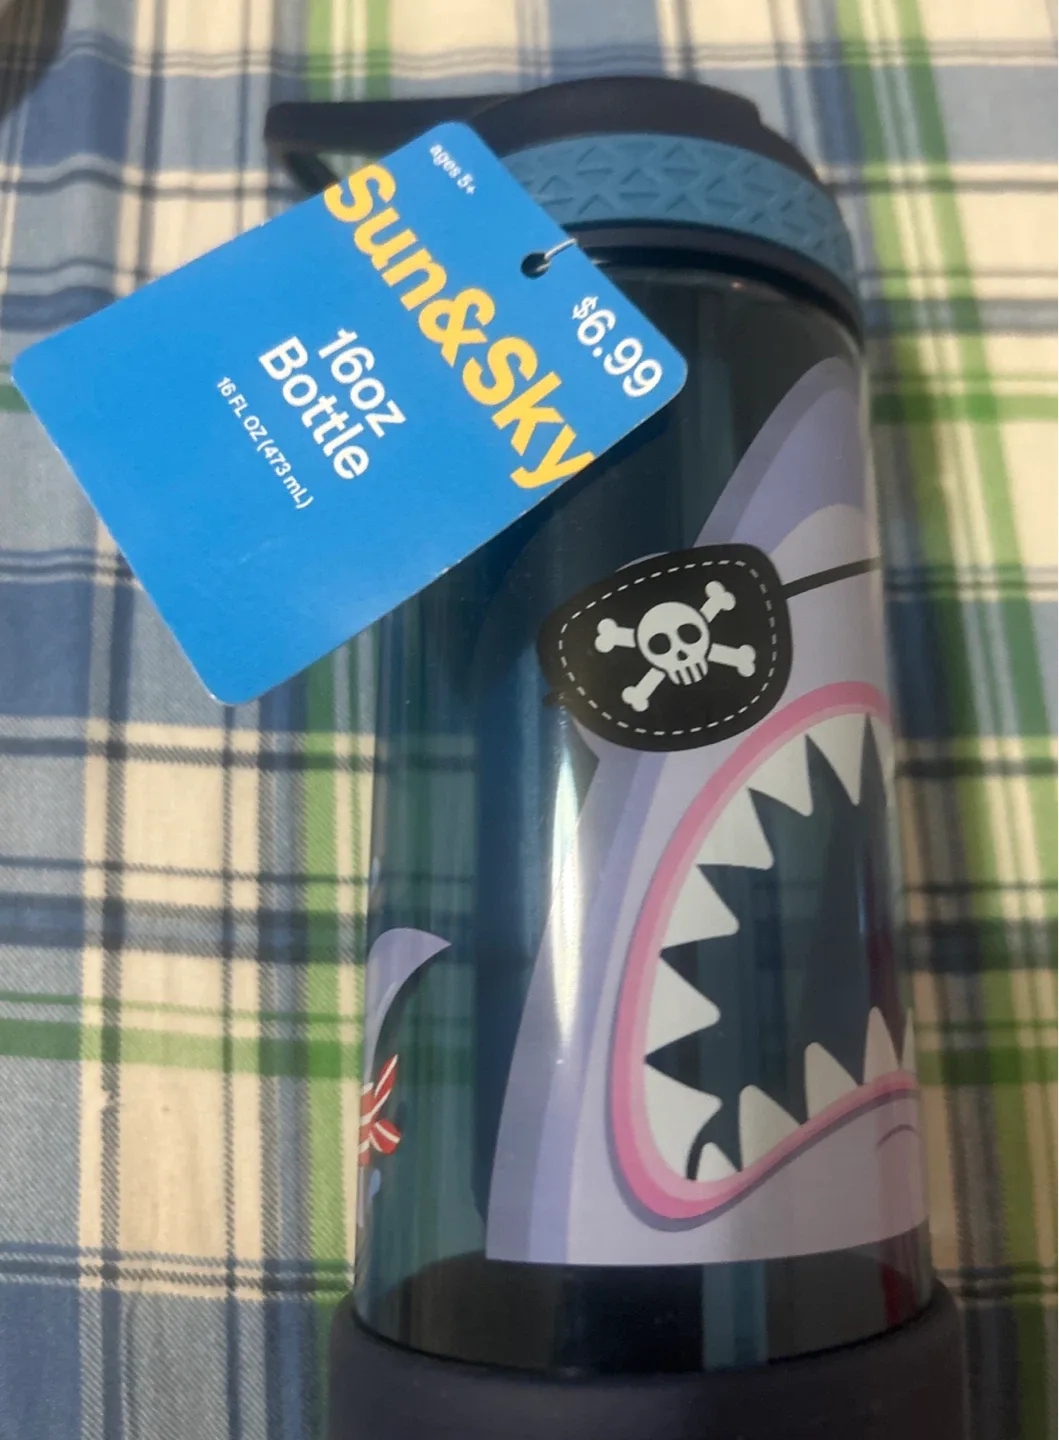 ages 5+
Sun&Sky
$6.99
16oz
Bottle
16 FL OZ (473 mL)